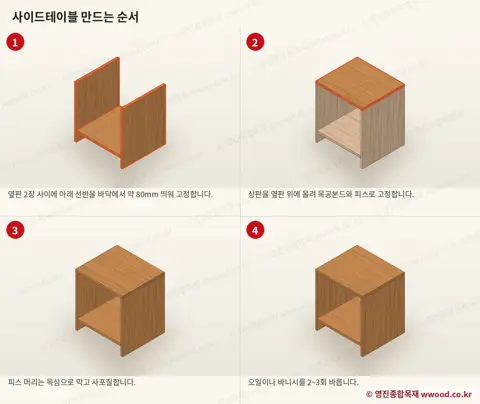 사이드테이블 만드는 순서
1
2
옆판 2장 사이에 아래 선반을 바닥에서 약 80mm 띄워 고정합니다.
상판을 옆판 위에 올려 목공본드와 피스로 고정합니다.
3
4
피스 머리는 목심으로 막고 사포질합니다.
오일이나 바니시를 2~3회 바릅니다.
© 영진종합목재 wwood.co.kr